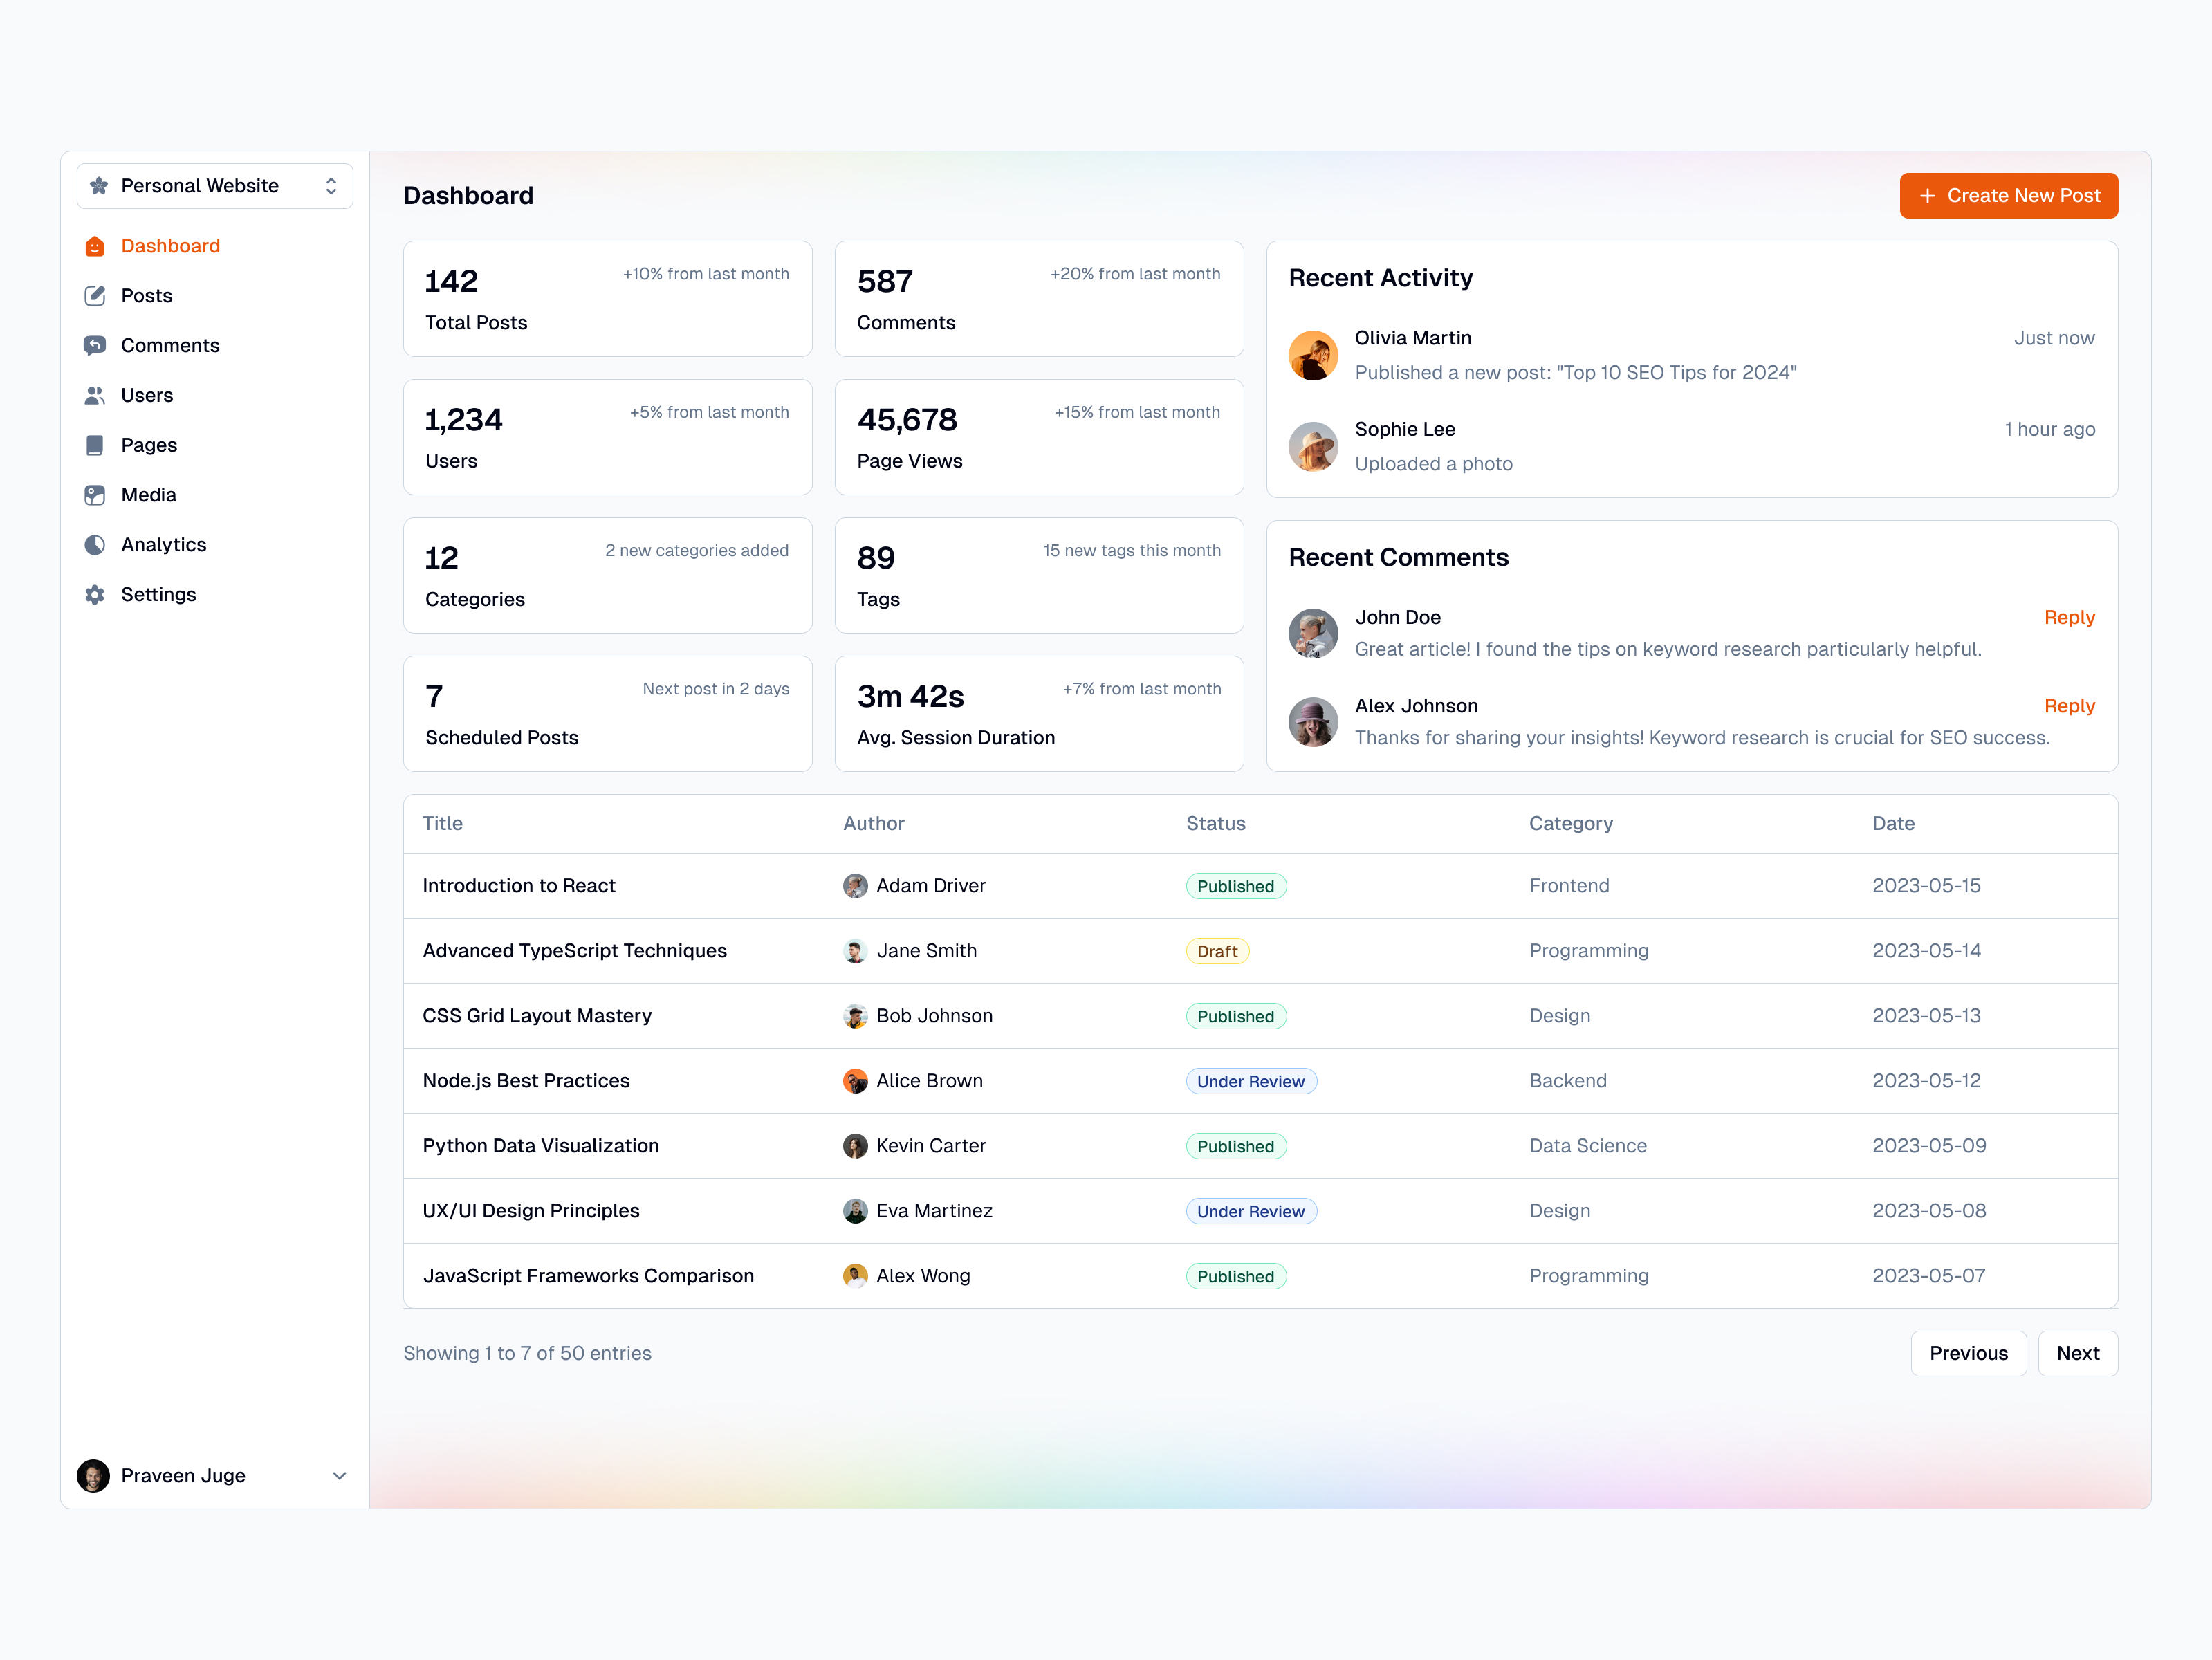 Personal Website
Dashboard
Posts
Comments
Users
Pages
Media
Analytics
Settings
Praveen Juge
Dashboard
Create New Post
142
+10% from last month
Total Posts
587
+20% from last month
Comments
1,234
+5% from last month
Users
45,678
+15% from last month
Page Views
12
2 new categories added
Categories
89
15 new tags this month
Tags
7
Next post in 2 days
Scheduled Posts
3m 42s
+7% from last month
Avg. Session Duration
Recent Activity
Olivia Martin
Just now
Published a new post: "Top 10 SEO Tips for 2024"
Sophie Lee
1 hour ago
Uploaded a photo
Recent Comments
John Doe
Reply
Great article! I found the tips on keyword research particularly helpful.
Alex Johnson
Reply
Thanks for sharing your insights! Keyword research is crucial for SEO success.
Title Author Status Category Date
Introduction to React Adam Driver Published Frontend 2023-05-15
Advanced TypeScript Techniques Jane Smith Draft Programming 2023-05-14
CSS Grid Layout Mastery Bob Johnson Published Design 2023-05-13
Node.js Best Practices Alice Brown Under Review Backend 2023-05-12
Python Data Visualization Kevin Carter Published Data Science 2023-05-09
UX/UI Design Principles Eva Martinez Under Review Design 2023-05-08
JavaScript Frameworks Comparison Alex Wong Published Programming 2023-05-07
Showing 1 to 7 of 50 entries
Previous
Next